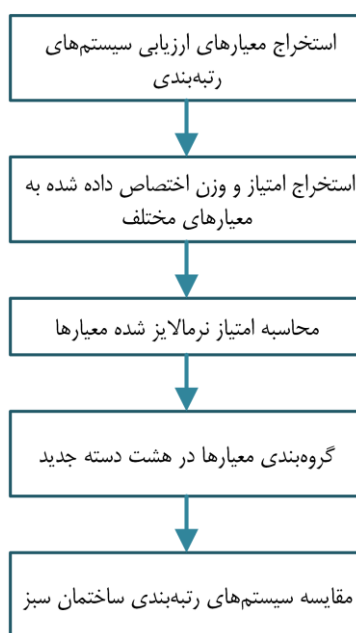 استخراج معیارهای ارزیابی سیستم‌های
رتبه‌بندی
استخراج امتیاز و وزن اختصاص داده شده به
معیارهای مختلف
محاسبه امتیاز نرمالایز شده معیارها
گروه‌بندی معیارها در هشت دسته جدید
مقایسه سیستم‌های رتبه‌بندی ساختمان سبز